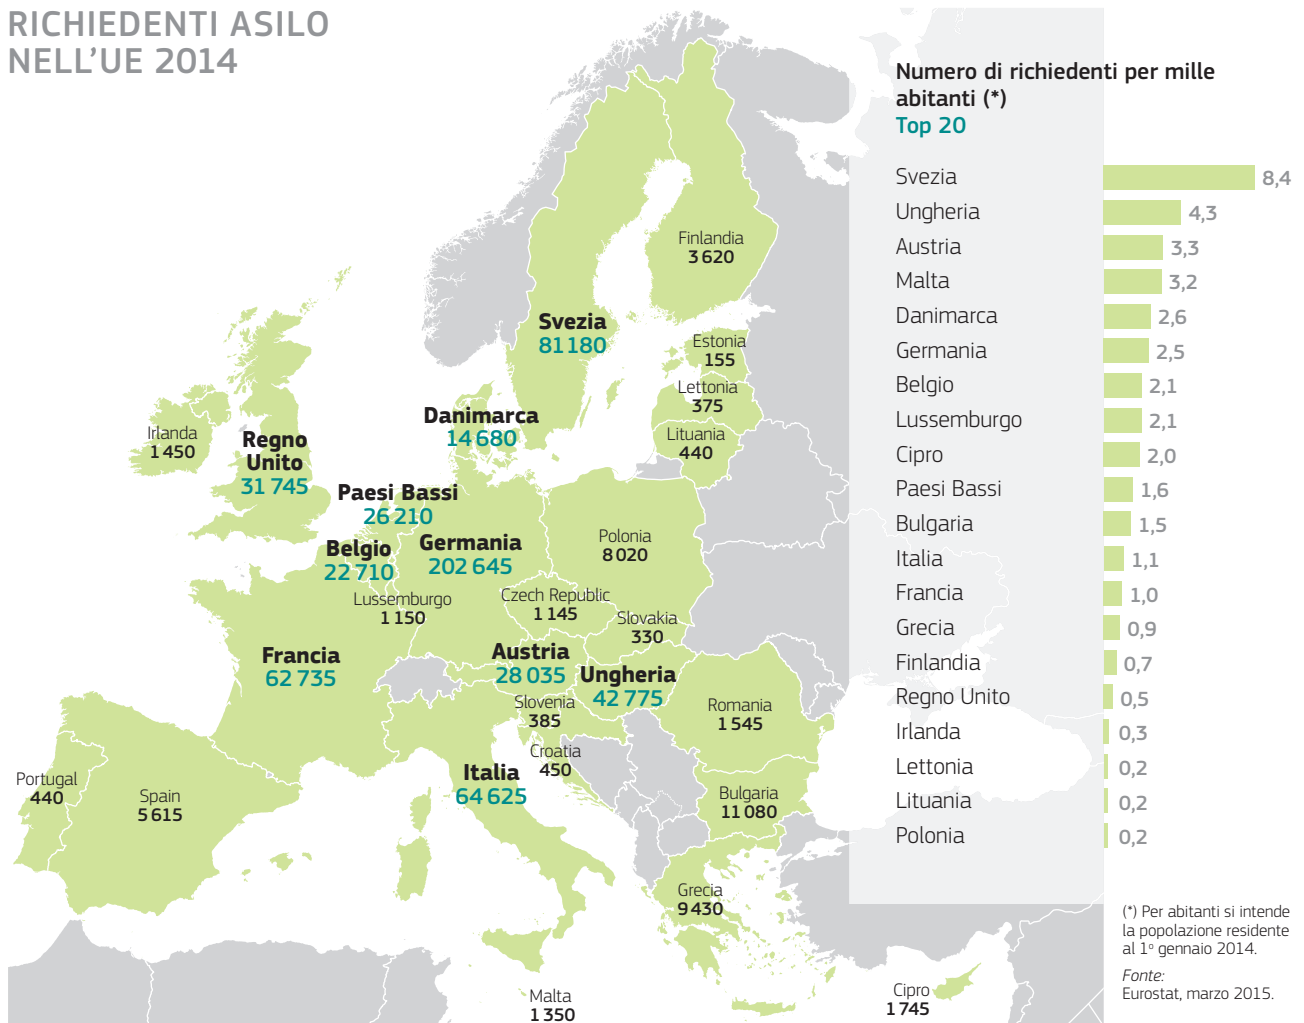 RICHIEDENTI ASILO
NELL'UE 2014
Finlandia
3 620
Svezia
81 180
Estonia
155
Lettonia
375
Lituania
440
Danimarca
14 680
Irlanda
1 450
Regno
Unito
31 745
Paesi Bassi
26 210
Belgio
22 710
Germania
202 645
Polonia
8 020
Lussemburgo
1 150
Czech Republic
1 145
Slovakia
330
Francia
62 735
Austria
28 035
Ungheria
42 775
Slovenia
385
Croatia
450
Romania
1 545
Portugal
440
Spain
5 615
Italia
64 625
Bulgaria
11 080
Grecia
9 430
Malta
1 350
Cipro
1 745
Numero di richiedenti per mille
abitanti (*)
Top 20
Svezia 8,4
Ungheria 4,3
Austria 3,3
Malta 3,2
Danimarca 2,6
Germania 2,5
Belgio 2,1
Lussemburgo 2,1
Cipro 2,0
Paesi Bassi 1,6
Bulgaria 1,5
Italia 1,1
Francia 1,0
Grecia 0,9
Finlandia 0,7
Regno Unito 0,5
Irlanda 0,3
Lettonia 0,2
Lituania 0,2
Polonia 0,2
(*) Per abitanti si intende
la popolazione residente
al 1º gennaio 2014.
Fonte:
Eurostat, marzo 2015.